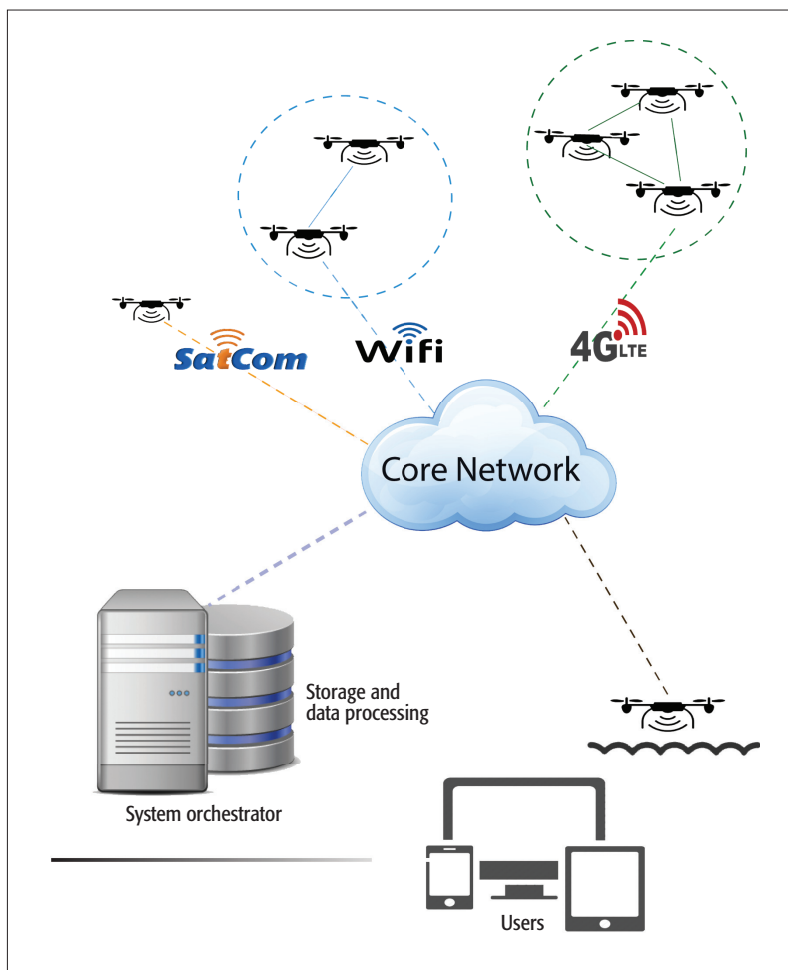 SatCom
Wifi
4G LTE
Core Network
Storage and
data processing
System orchestrator
Users